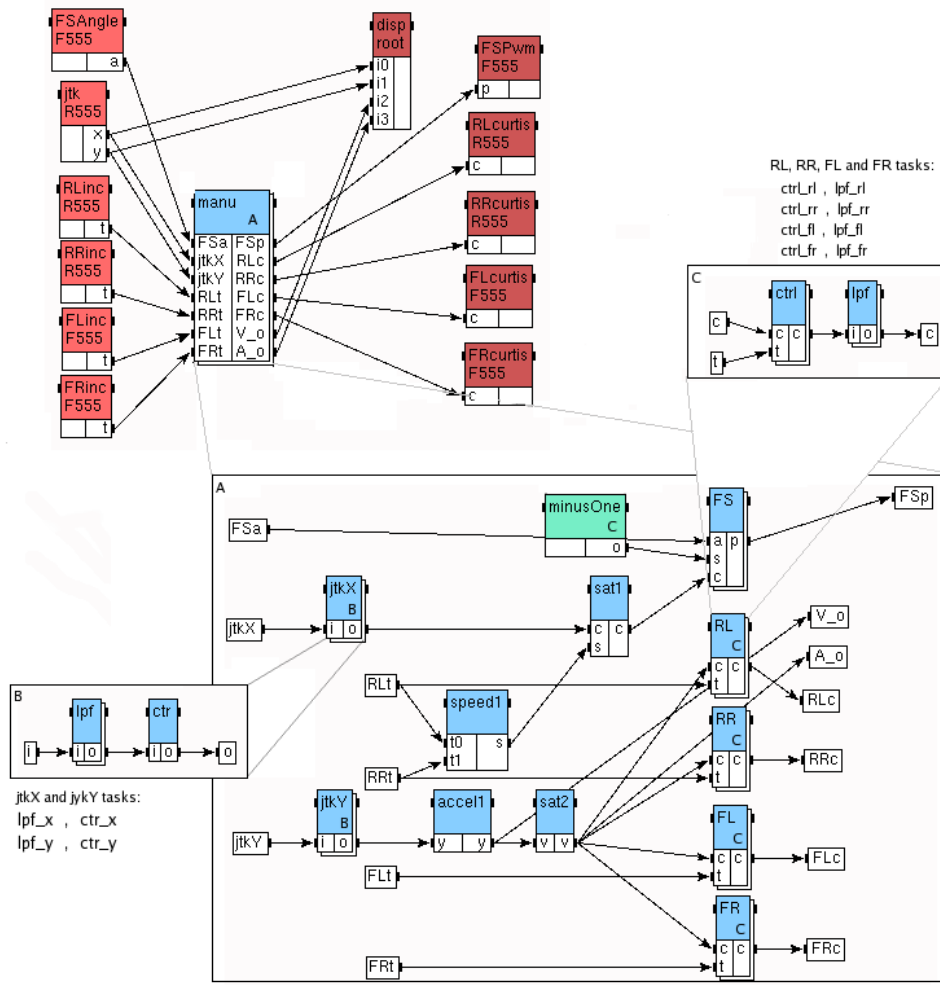 FSAngle
F555
a
jtk
R555
x
y
RLinc
R555
t
RRinc
R555
t
FLinc
F555
t
FRinc
F555
t
disp
root
i0
i1
i2
i3
manu
A
FSa FSp
jtkX RLc
jtkY RRc
RLt FLc
RRt FRc
FLt V_o
FRt A_o
FSPwm
F555
p
RLcurtis
R555
c
RRcurtis
R555
c
FLcurtis
F555
c
FRcurtis
F555
c
RL, RR, FL and FR tasks:
ctrl_rl , lpf_rl
ctrl_rr , lpf_rr
ctrl_fl , lpf_fl
ctrl_fr , lpf_fr
C
ctrl
lpf
c
c c
i o
c
t
t
A
FSa
minusOne
C
o
FS
a p
s
c
FSp
jtkX
jtkX
B
i o
sat1
c c
s
RLt
speed1
t0 s
t1
RRt
RL
C
c c
t
V_o
A_o
RLc
RR
C
c c
t
RRc
jtkY
jtkY
B
i o
accel1
y y
sat2
v v
FL
C
c c
t
FLc
FLt
FR
C
c c
t
FRc
FRt
B
lpf
ctr
i
i o
i o
o
jtkX and jykY tasks:
lpf_x , ctr_x
lpf_y , ctr_y